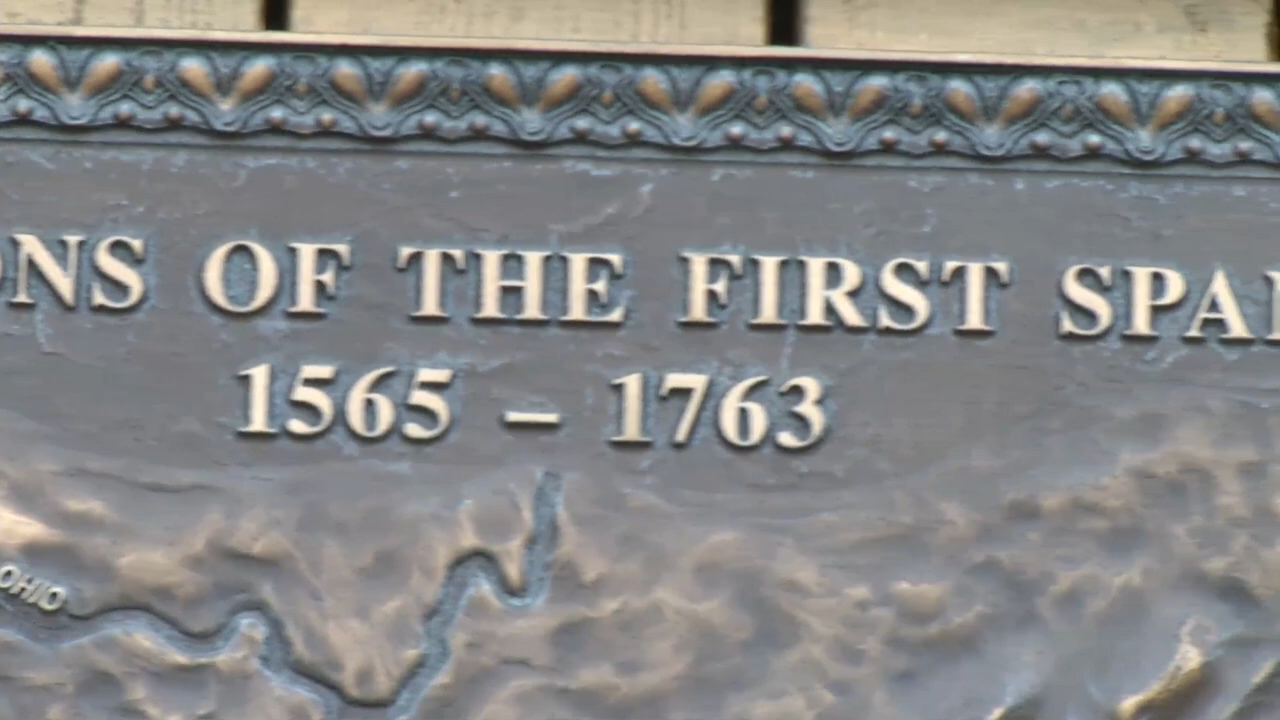 ONS OF THE FIRST SPA
1565 – 1763
OHIO